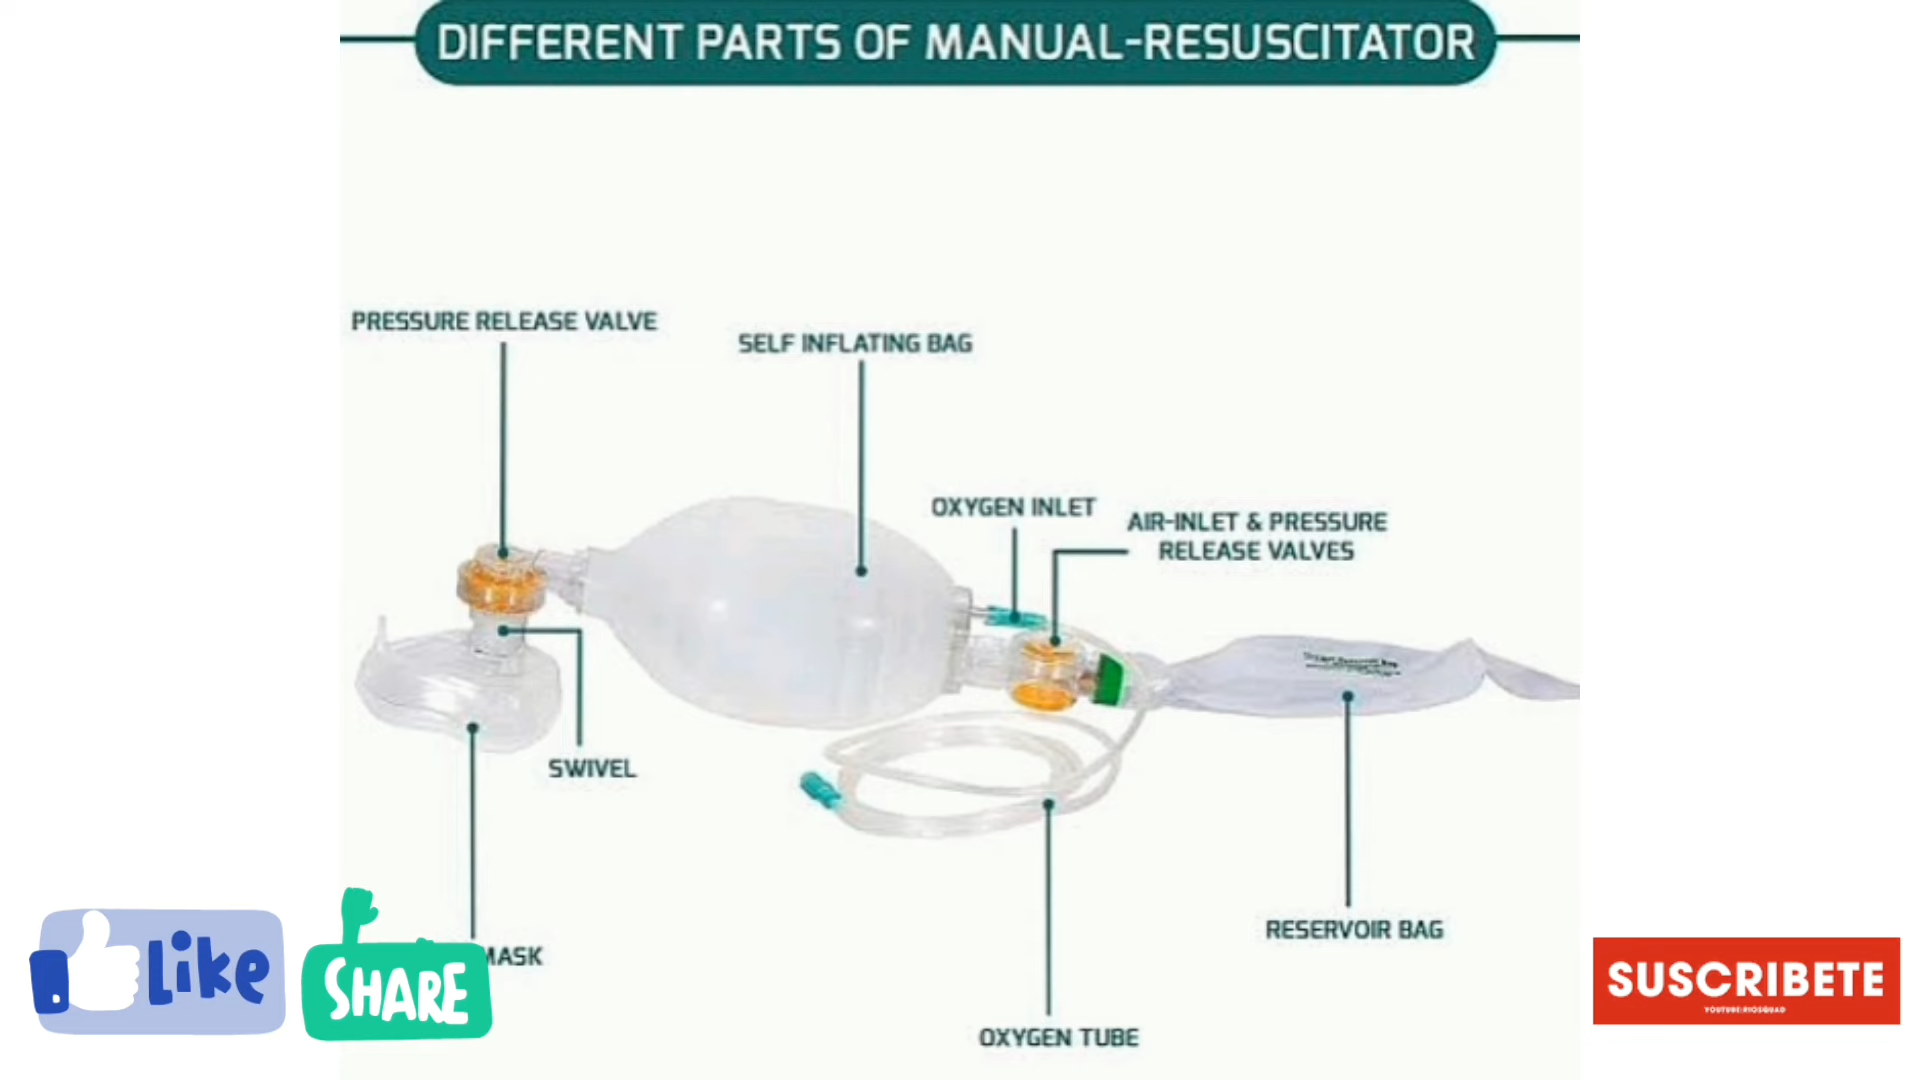 DIFFERENT PARTS OF MANUAL-RESUSCITATOR
PRESSURE RELEASE VALVE
SELF INFLATING BAG
OXYGEN INLET
AIR-INLET & PRESSURE
RELEASE VALVES
SWIVEL
MASK
RESERVOIR BAG
OXYGEN TUBE
Like
SHARE
SUSCRIBETE